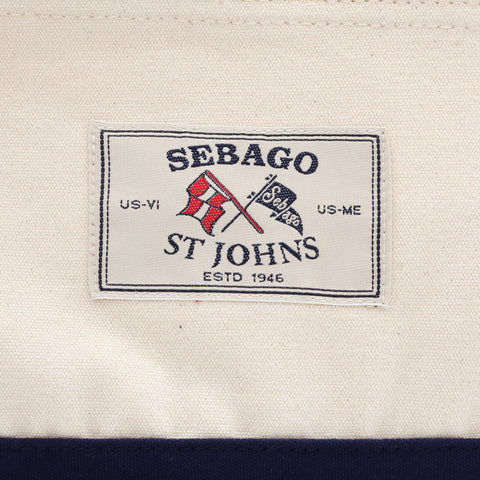 SEBAGO
US-VI
Sebago
US-ME
ST JOHNS
ESTD 1946